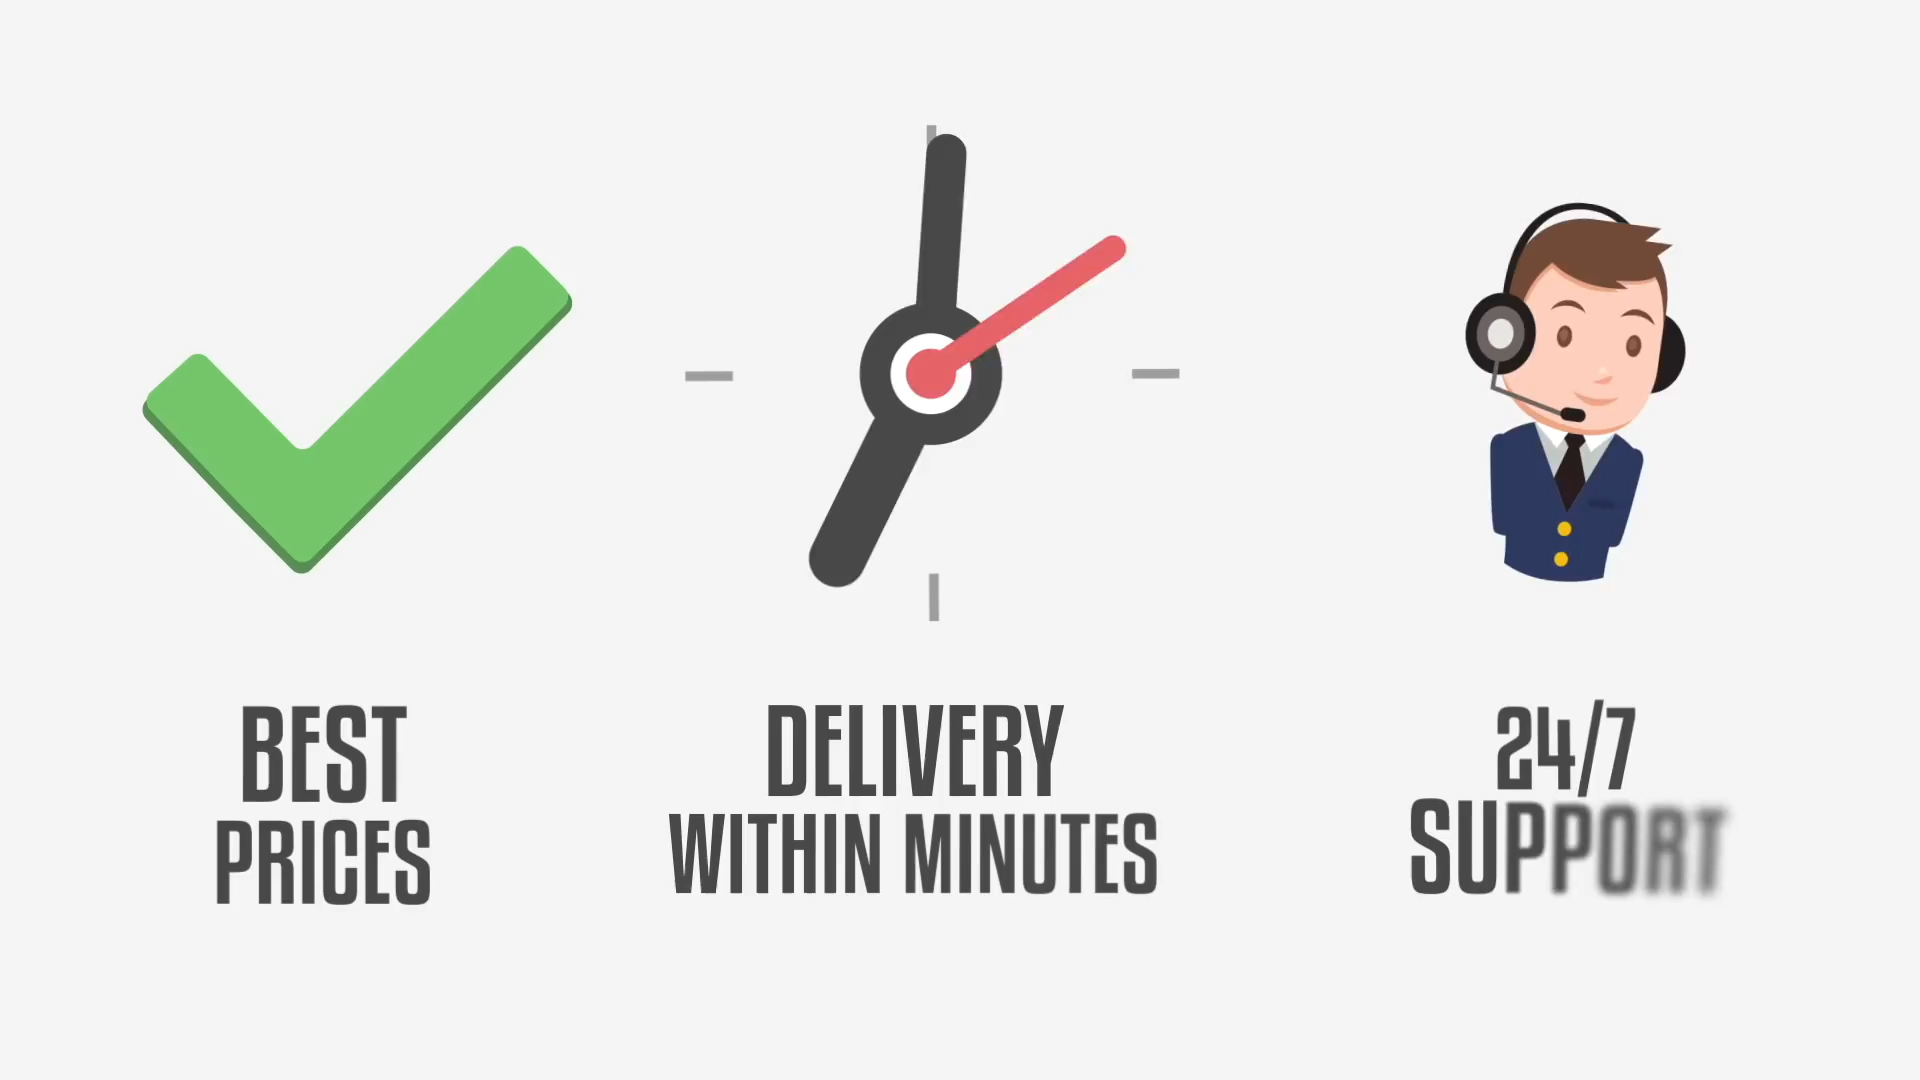 BEST
PRICES
DELIVERY
WITHIN MINUTES
24/7
SUPPORT